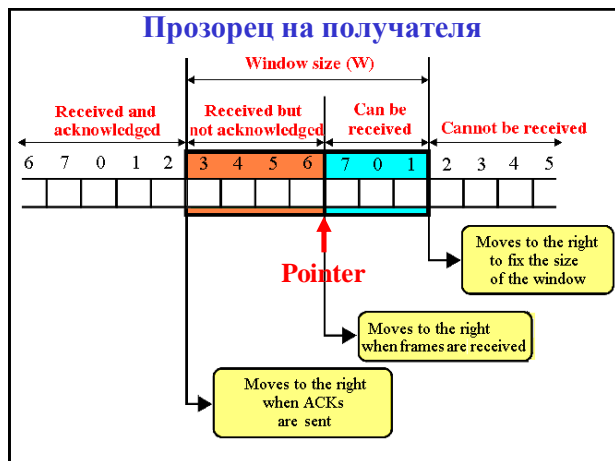 Прозорец на получателя
Window size (W)
Received and
acknowledged
Received but
not acknowledged
Can be
received
Cannot be received
6 7 0 1 2 3 4 5 6 7 0 1 2 3 4 5
Pointer
Moves to the right
to fix the size
of the window
Moves to the right
when frames are received
Moves to the right
when ACKs
are sent